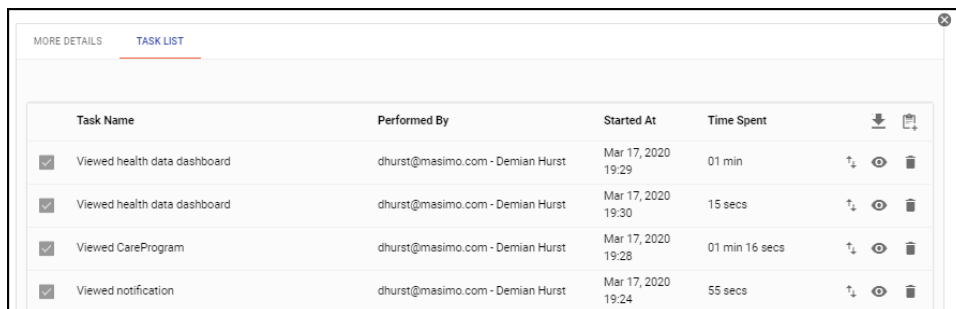 MORE DETAILS TASK LIST
Task Name Performed By Started At Time Spent
Viewed health data dashboard dhurst@masimo.com - Demian Hurst Mar 17, 2020 19:29 01 min
Viewed health data dashboard dhurst@masimo.com - Demian Hurst Mar 17, 2020 19:30 15 secs
Viewed CareProgram dhurst@masimo.com - Demian Hurst Mar 17, 2020 19:28 01 min 16 secs
Viewed notification dhurst@masimo.com - Demian Hurst Mar 17, 2020 19:24 55 secs